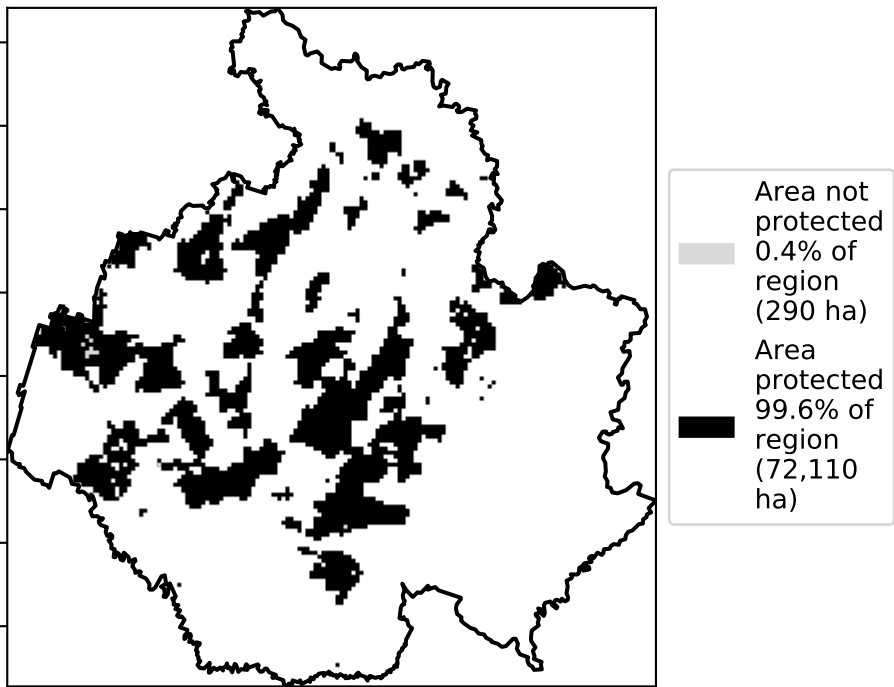 Area not
protected
0.4% of
region
(290 ha)
Area
protected
99.6% of
region
(72,110
ha)